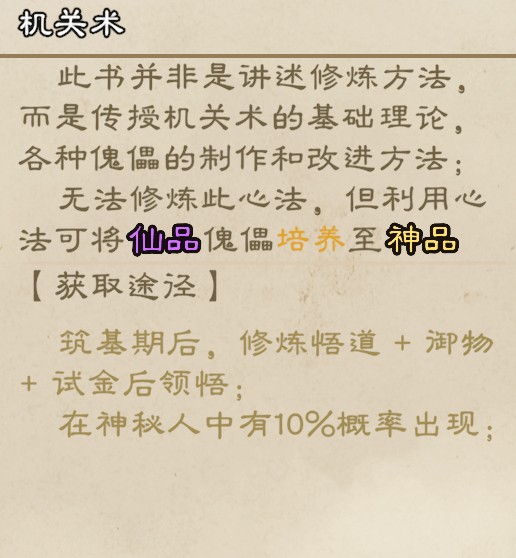 机关术
此书并非是讲述修炼方法，
而是传授机关术的基础理论，
各种傀儡的制作和改进方法；
无法修炼此心法，但利用心
法可将仙品傀儡培养至神品
【获取途径】
筑基期后，修炼悟道 + 御物
+ 试金后领悟；
在神秘人中有10%概率出现；